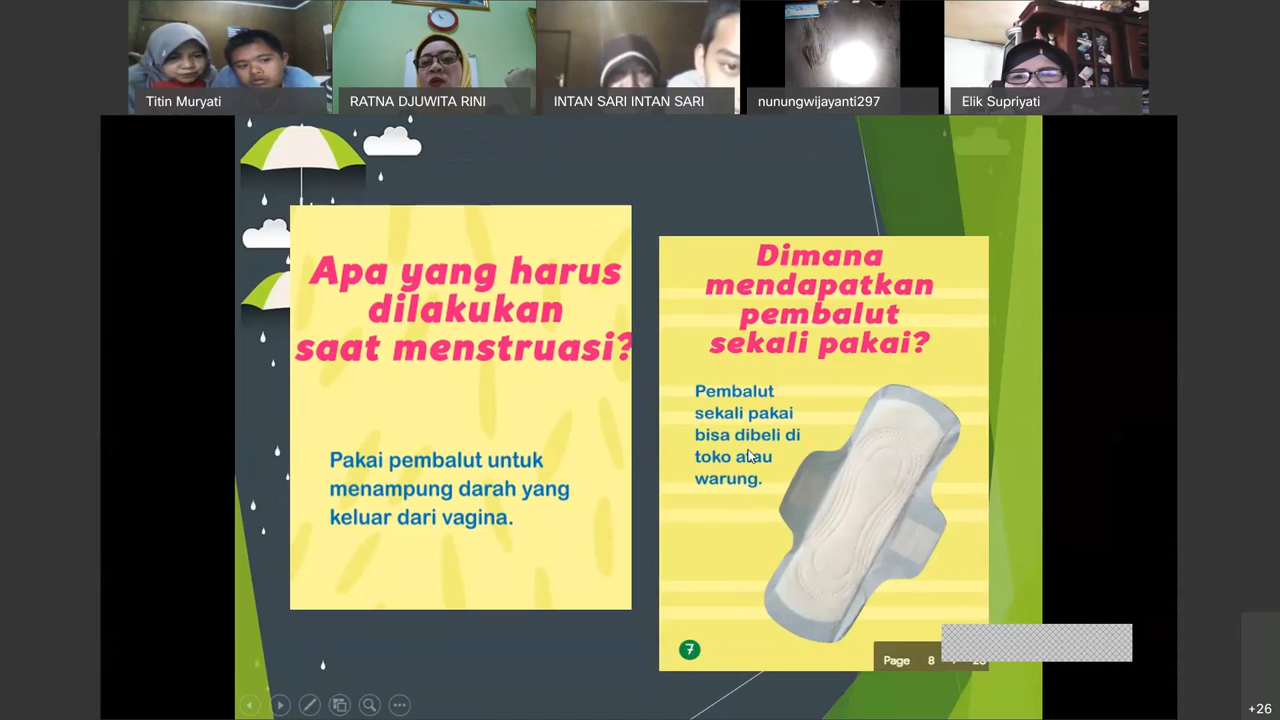 Titin Muryati
RATNA DJUWITA RINI
INTAN SARI INTAN SARI
nunungwijayanti297
Elik Supriyati
Apa yang harus
dilakukan
saat menstruasi?
Pakai pembalut untuk
menampung darah yang
keluar dari vagina.
Dimana
mendapatkan
pembalut
sekali pakai?
Pembalut
sekali pakai
bisa dibeli di
toko atau
warung.
7
Page 8
+26